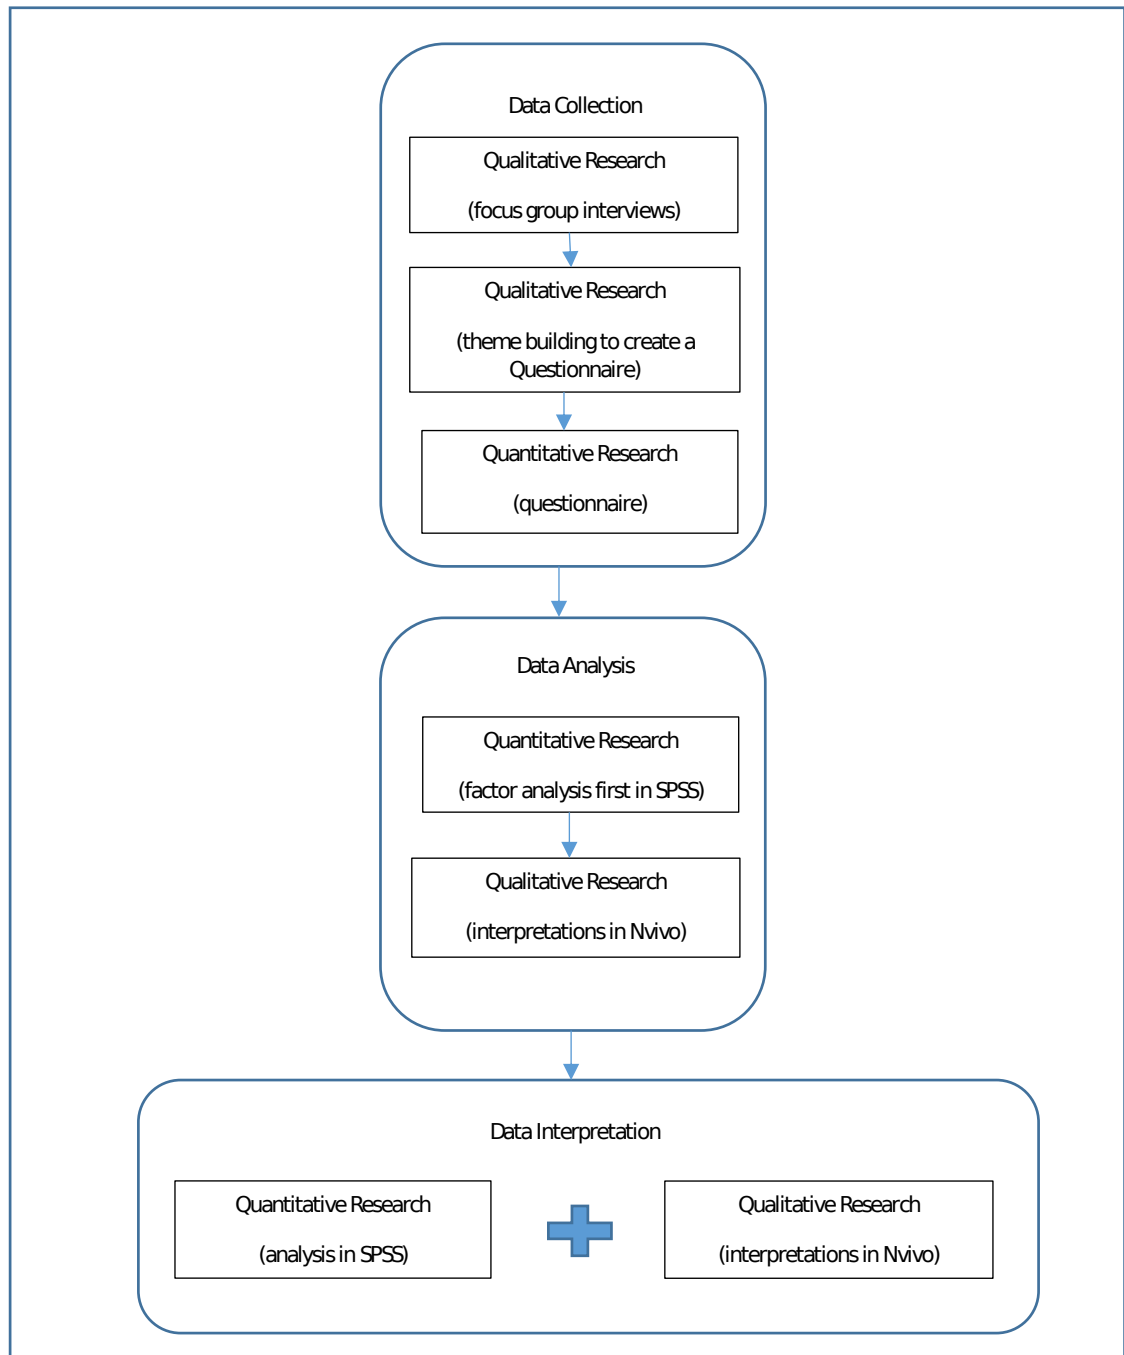 Data Collection
Qualitative Research
(focus group interviews)
Qualitative Research
(theme building to create a
Questionnaire)
Quantitative Research
(questionnaire)
Data Analysis
Quantitative Research
(factor analysis first in SPSS)
Qualitative Research
(interpretations in Nvivo)
Data Interpretation
Quantitative Research
(analysis in SPSS)
Qualitative Research
(interpretations in Nvivo)